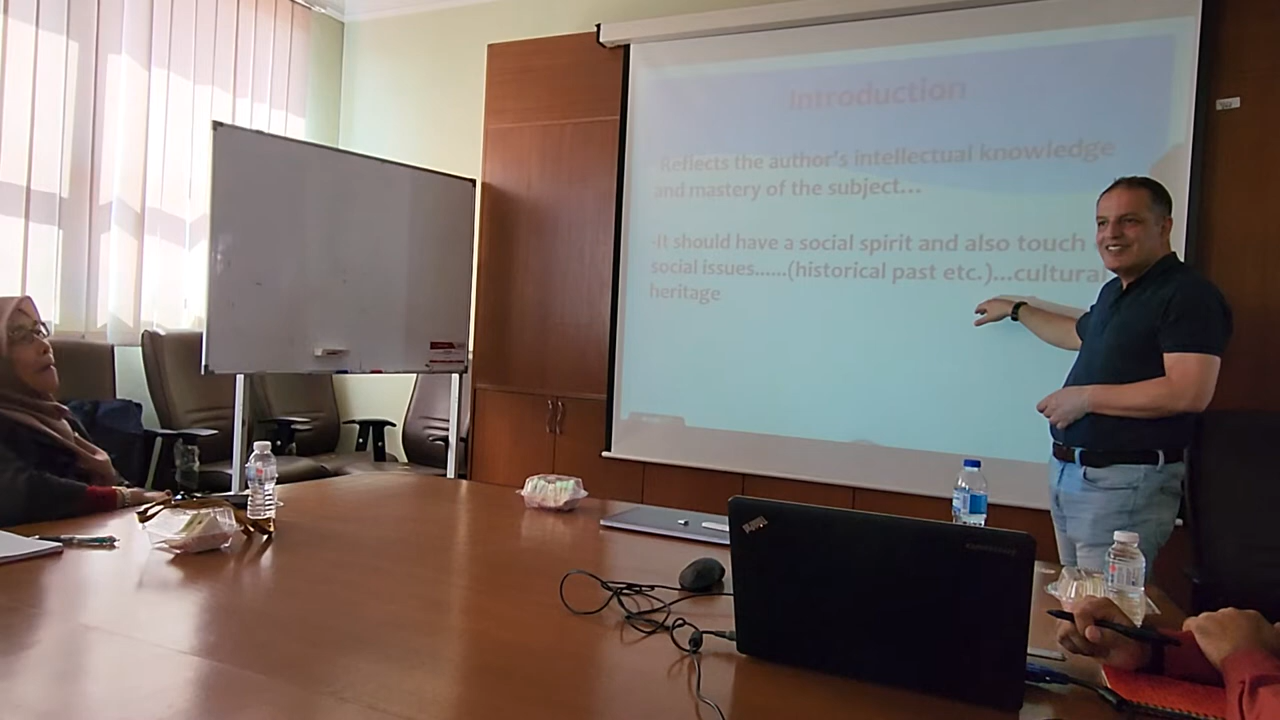 Introduction
Reflects the author's intellectual knowledge
and mastery of the subject...
-It should have a social spirit and also touch
social issues......(historical past etc.)...cultural
heritage